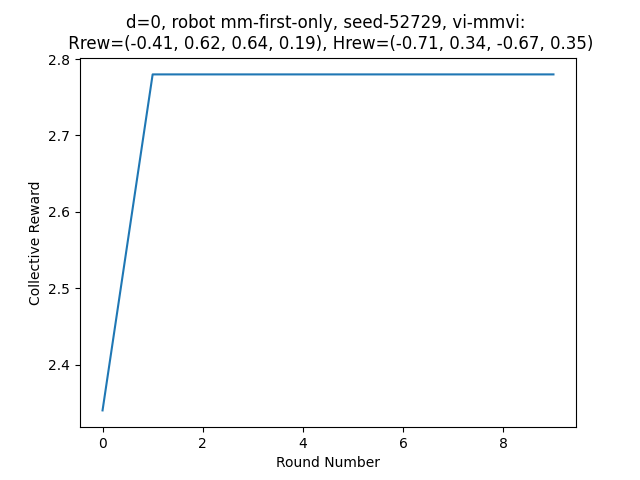 d=0, robot mm-first-only, seed-52729, vi-mmvi:
Rrew=(-0.41, 0.62, 0.64, 0.19), Hrew=(-0.71, 0.34, -0.67, 0.35)
2.8
2.7
2.6
2.5
2.4
Collective Reward
0 2 4 6 8
Round Number